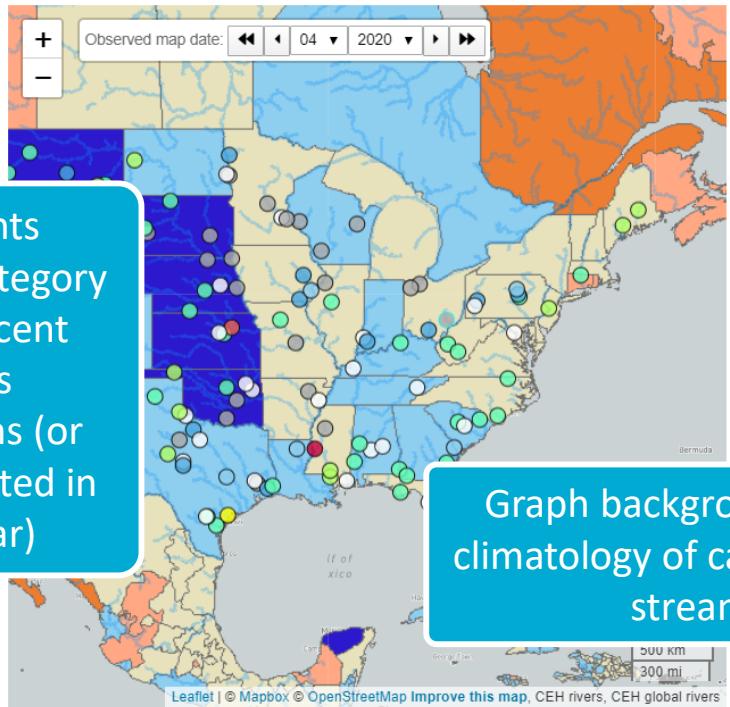 +
−
Observed map date:
04
2020
nts
tegory
cent
s
ns (or
ted in
ar)
Bermuda
lf of
xico
Graph backgro
climatology of ca
strear
500 km
300 mi
Leaflet | © Mapbox © OpenStreetMap Improve this map, CEH rivers, CEH global rivers